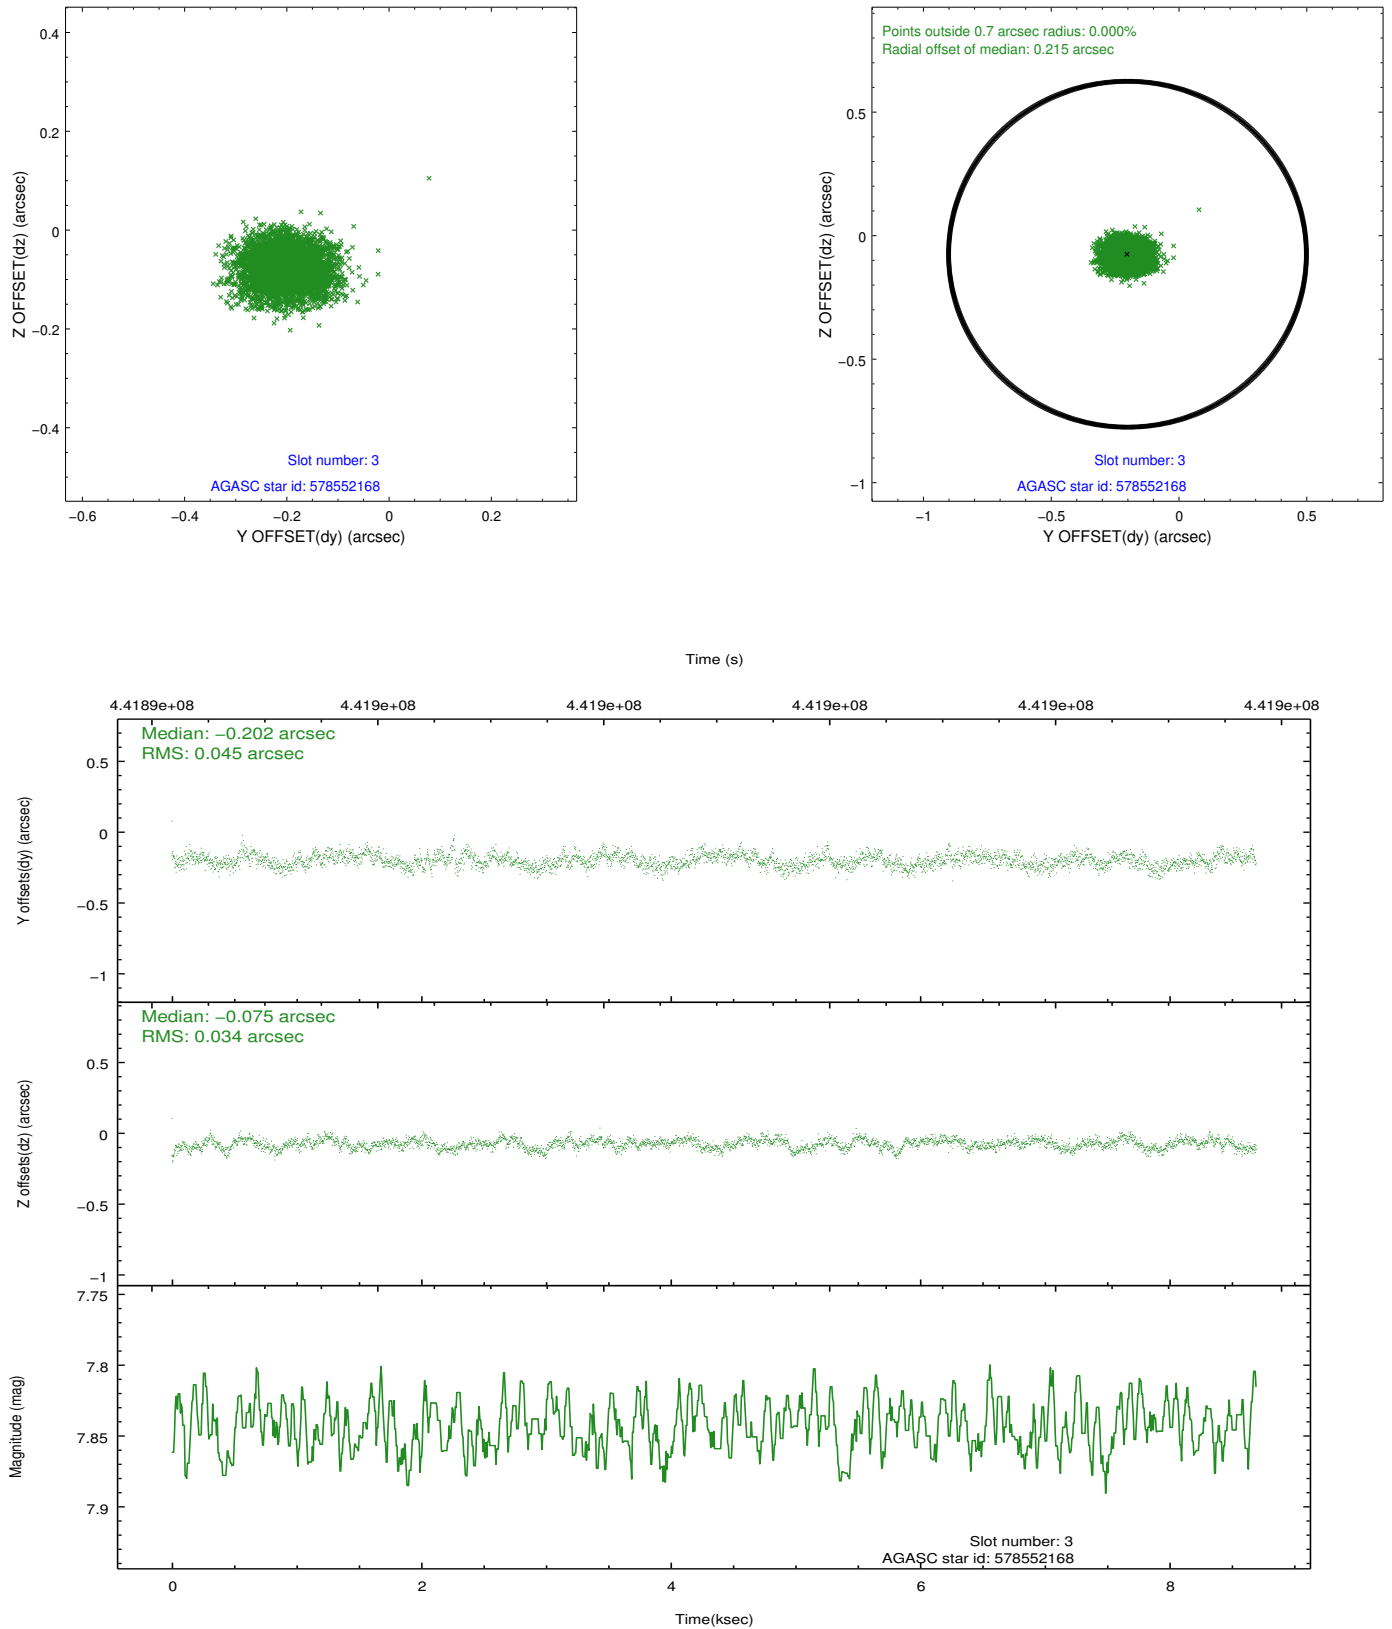 0.4
0.2
0
−0.2
−0.4
Z OFFSET(dz) (arcsec)
Slot number: 3
AGASC star id: 578552168
−0.6 −0.4 −0.2 0 0.2
Y OFFSET(dy) (arcsec)
Points outside 0.7 arcsec radius: 0.000%
Radial offset of median: 0.215 arcsec
0.5
0
−0.5
−1
Z OFFSET(dz) (arcsec)
Slot number: 3
AGASC star id: 578552168
−1 −0.5 0 0.5
Y OFFSET(dy) (arcsec)
Time (s)
4.4189e+08 4.419e+08 4.419e+08 4.419e+08 4.419e+08 4.419e+08
Median: −0.202 arcsec
RMS: 0.045 arcsec
0.5
0
−0.5
−1
Y offsets(dy) (arcsec)
Median: −0.075 arcsec
RMS: 0.034 arcsec
0.5
0
−0.5
−1
Z offsets(dz) (arcsec)
7.75
7.8
7.85
7.9
Magnitude (mag)
Slot number: 3
AGASC star id: 578552168
0 2 4 6 8
Time(ksec)